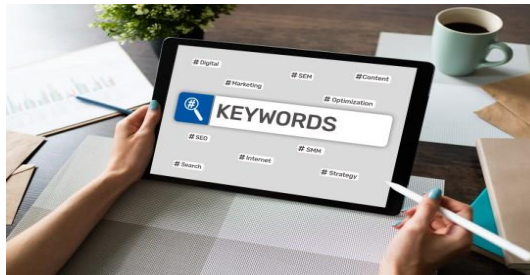 # Digital
# SEM
#Content
# Marketing
# Optimization
# KEYWORDS
# SEO
# SMM
# Internet
# Search
# Strategy